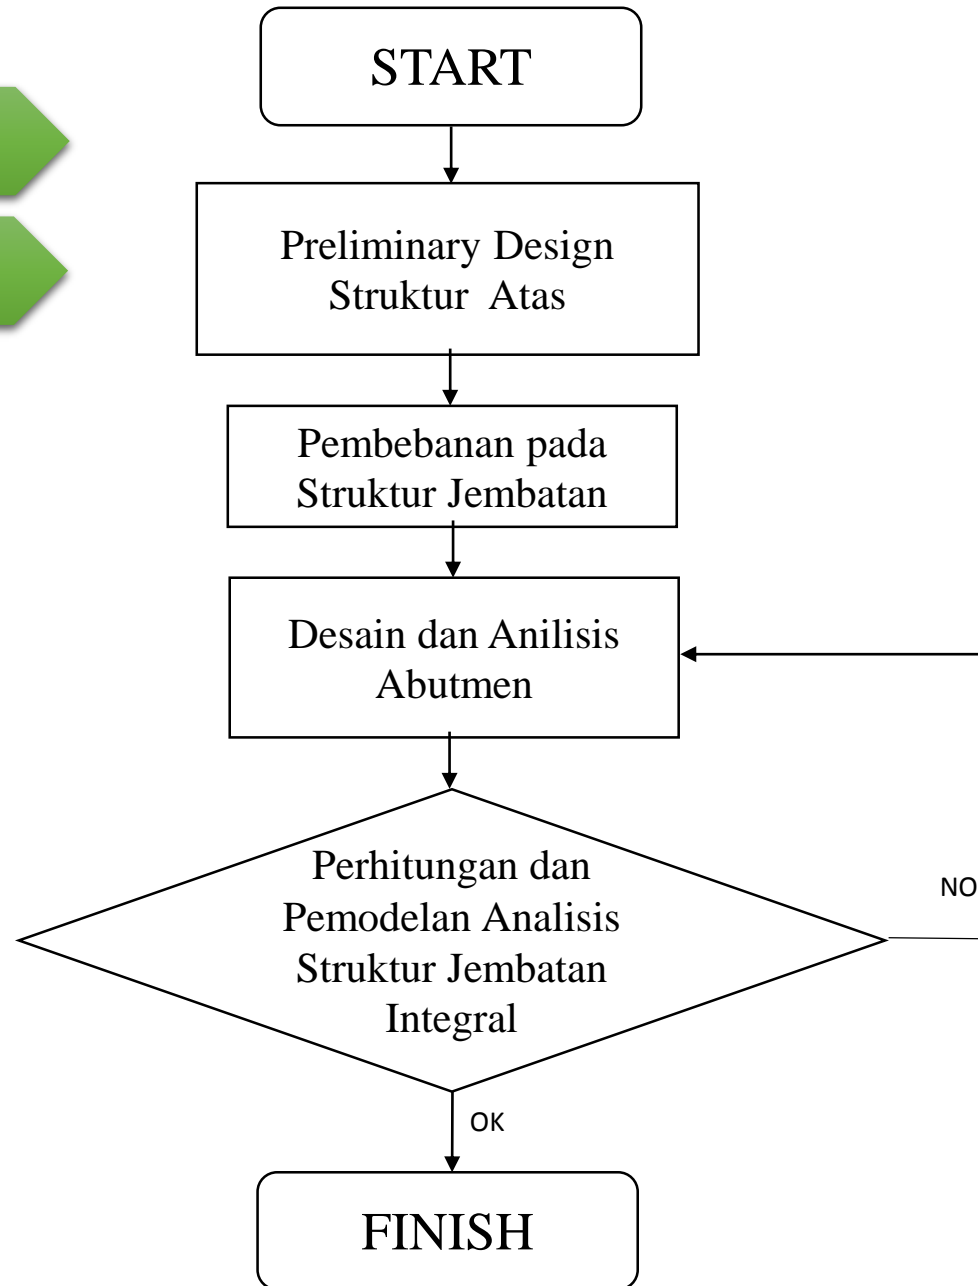 START
Preliminary Design
Struktur Atas
Pembebanan pada
Struktur Jembatan
Desain dan Anilisis
Abutmen
Perhitungan dan
Pemodelan Analisis
Struktur Jembatan
Integral
NO
OK
FINISH